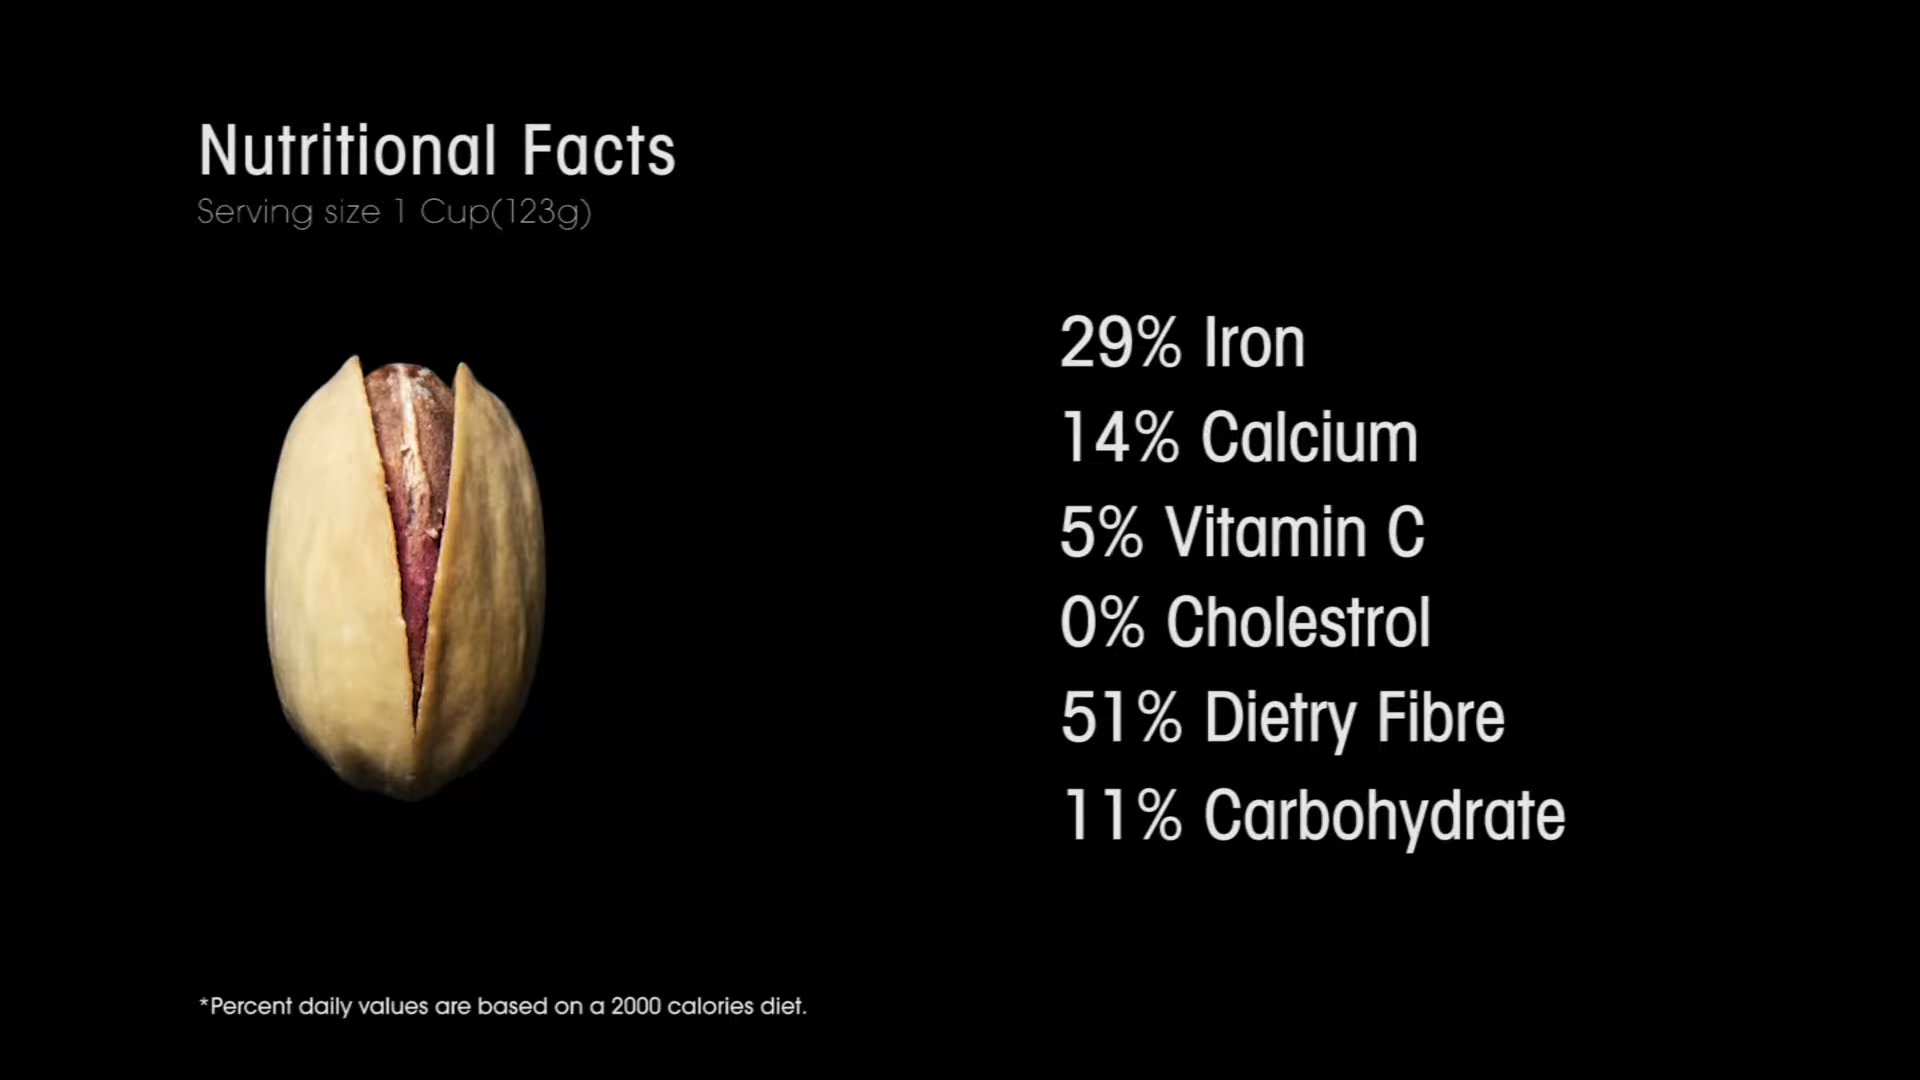 Nutritional Facts
Serving size 1 Cup(123g)
29% Iron
14% Calcium
5% Vitamin C
0% Cholestrol
51% Dietry Fibre
11% Carbohydrate
*Percent daily values are based on a 2000 calories diet.